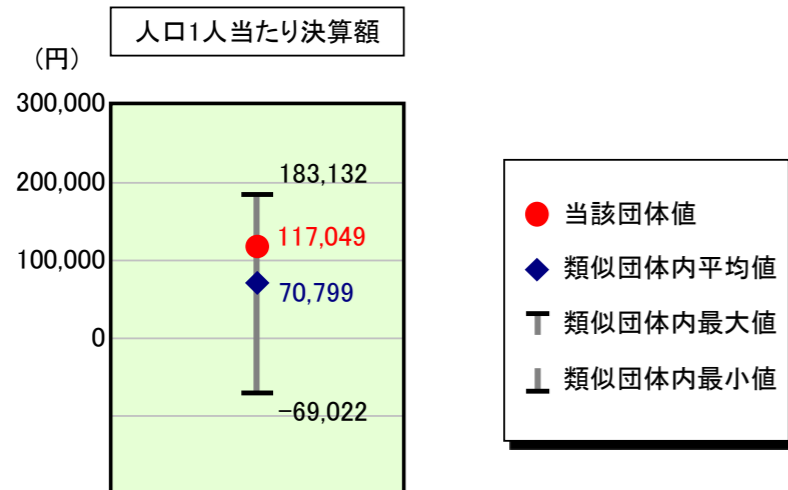 人口1人当たり決算額
（円）
300,000
183,132
200,000
117,049
100,000
70,799
0
-69,022
当該団体値
類似団体内平均値
類似団体内最大値
類似団体内最小値